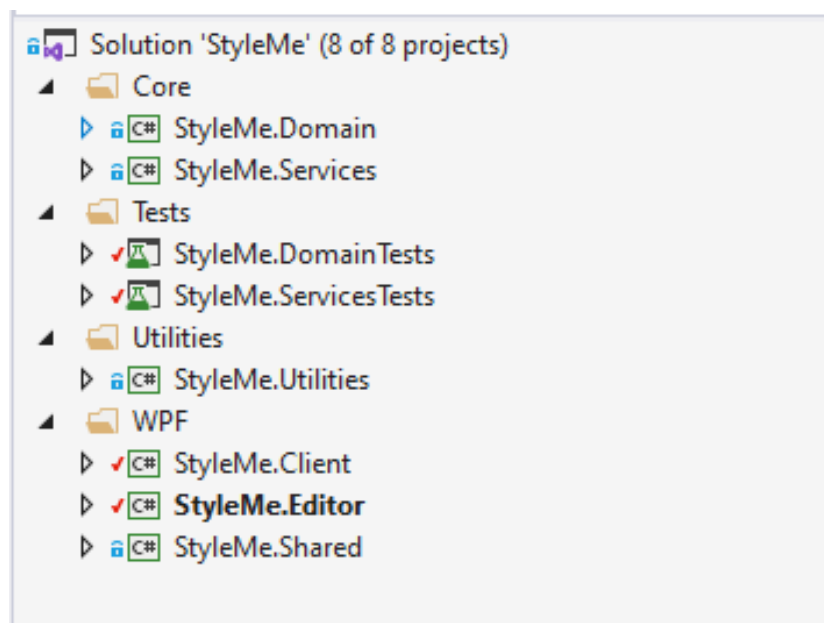 Solution 'StyleMe' (8 of 8 projects)
Core
C# StyleMe.Domain
C# StyleMe.Services
Tests
StyleMe.DomainTests
StyleMe.ServicesTests
Utilities
C# StyleMe.Utilities
WPF
C# StyleMe.Client
C# StyleMe.Editor
C# StyleMe.Shared